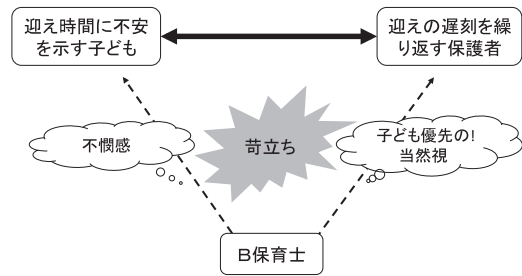 迎え時間に不安
を示す子ども
迎えの遅刻を繰
り返す保護者
不憫感
苛立ち
子ども優先の!
当然視
B保育士